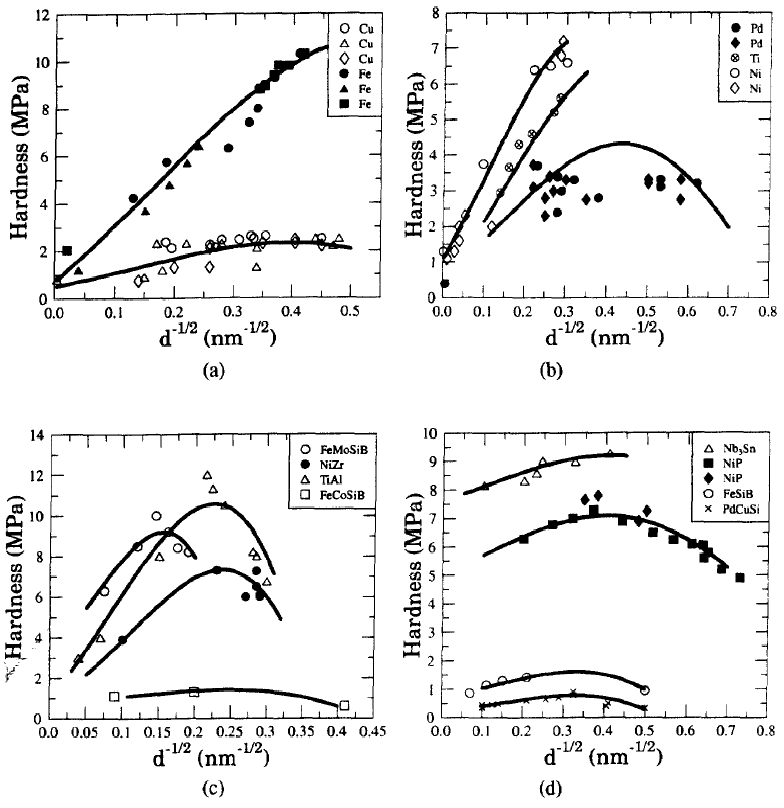 12
10
8
6
4
2
0
Hardness (MPa)
0.0
0.1
0.2
0.3
0.4
0.5
d-1/2 (nm-1/2)
Cu
Cu
Cu
Fe
Fe
Fe
(a)
8
7
6
5
4
3
2
1
0
Hardness (MPa)
0.0
0.1
0.2
0.3
0.4
0.5
0.6
0.7
0.8
d-1/2 (nm-1/2)
Pd
Pd
Ti
Ni
Ni
(b)
14
12
10
8
6
4
2
0
Hardness (MPa)
0.0
0.05
0.1
0.15
0.2
0.25
0.3
0.35
0.4
0.45
d-1/2 (nm-1/2)
FeMoSiB
NiZr
TiAl
FeCoSiB
(c)
10
9
8
7
6
5
4
3
2
1
0
Hardness (MPa)
0.0
0.1
0.2
0.3
0.4
0.5
0.6
0.7
0.8
d-1/2 (nm-1/2)
Nb3Sn
NiP
NiP
FeSiB
PdCuSi
(d)